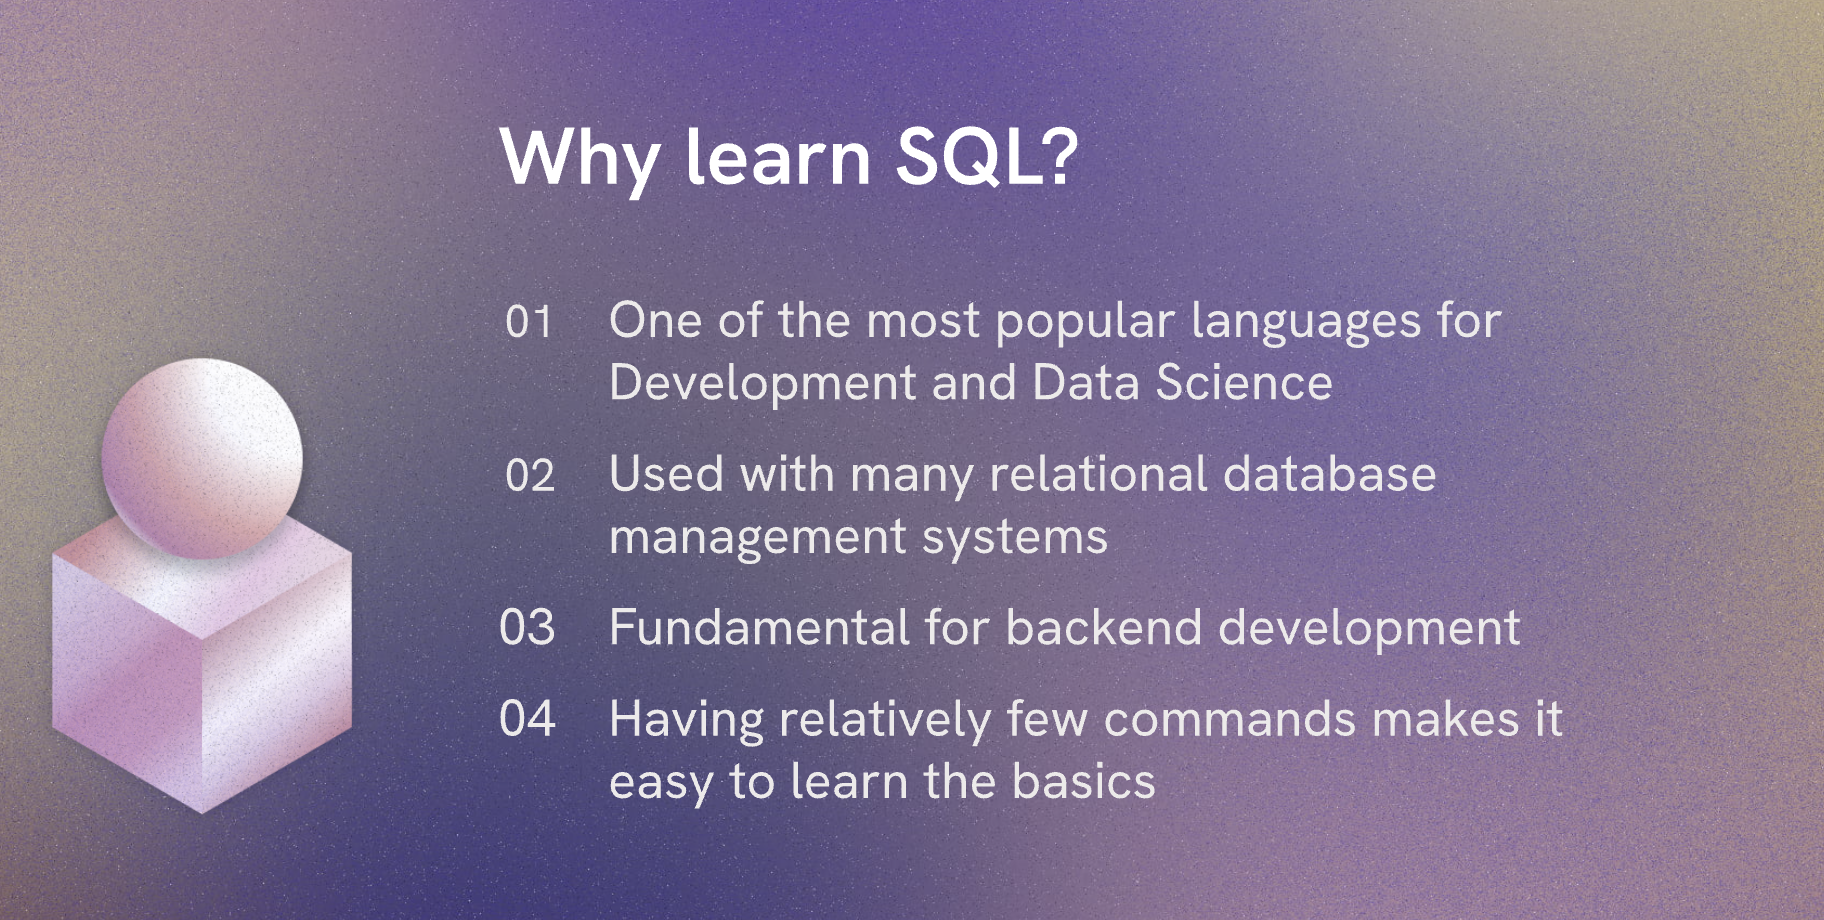 Why learn SQL?
01 One of the most popular languages for
Development and Data Science
02 Used with many relational database
management systems
03 Fundamental for backend development
04 Having relatively few commands makes it
easy to learn the basics